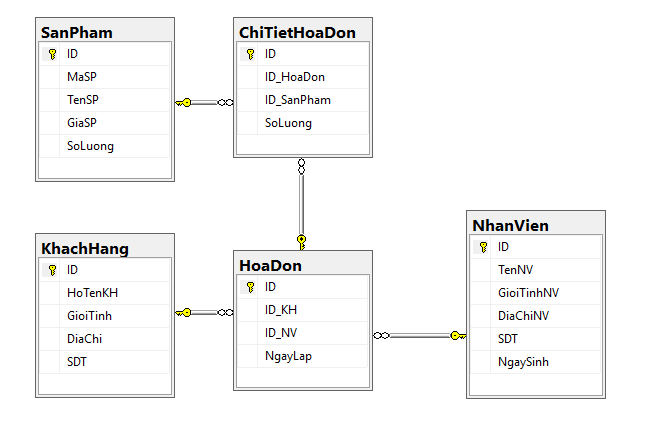 SanPham
ID
MaSP
TenSP
GiaSP
SoLuong
ChiTietHoaDon
ID
ID_HoaDon
ID_SanPham
SoLuong
KhachHang
ID
HoTenKH
GioiTinh
DiaChi
SDT
HoaDon
ID
ID_KH
ID_NV
NgayLap
NhanVien
ID
TenNV
GioiTinhNV
DiaChiNV
SDT
NgaySinh